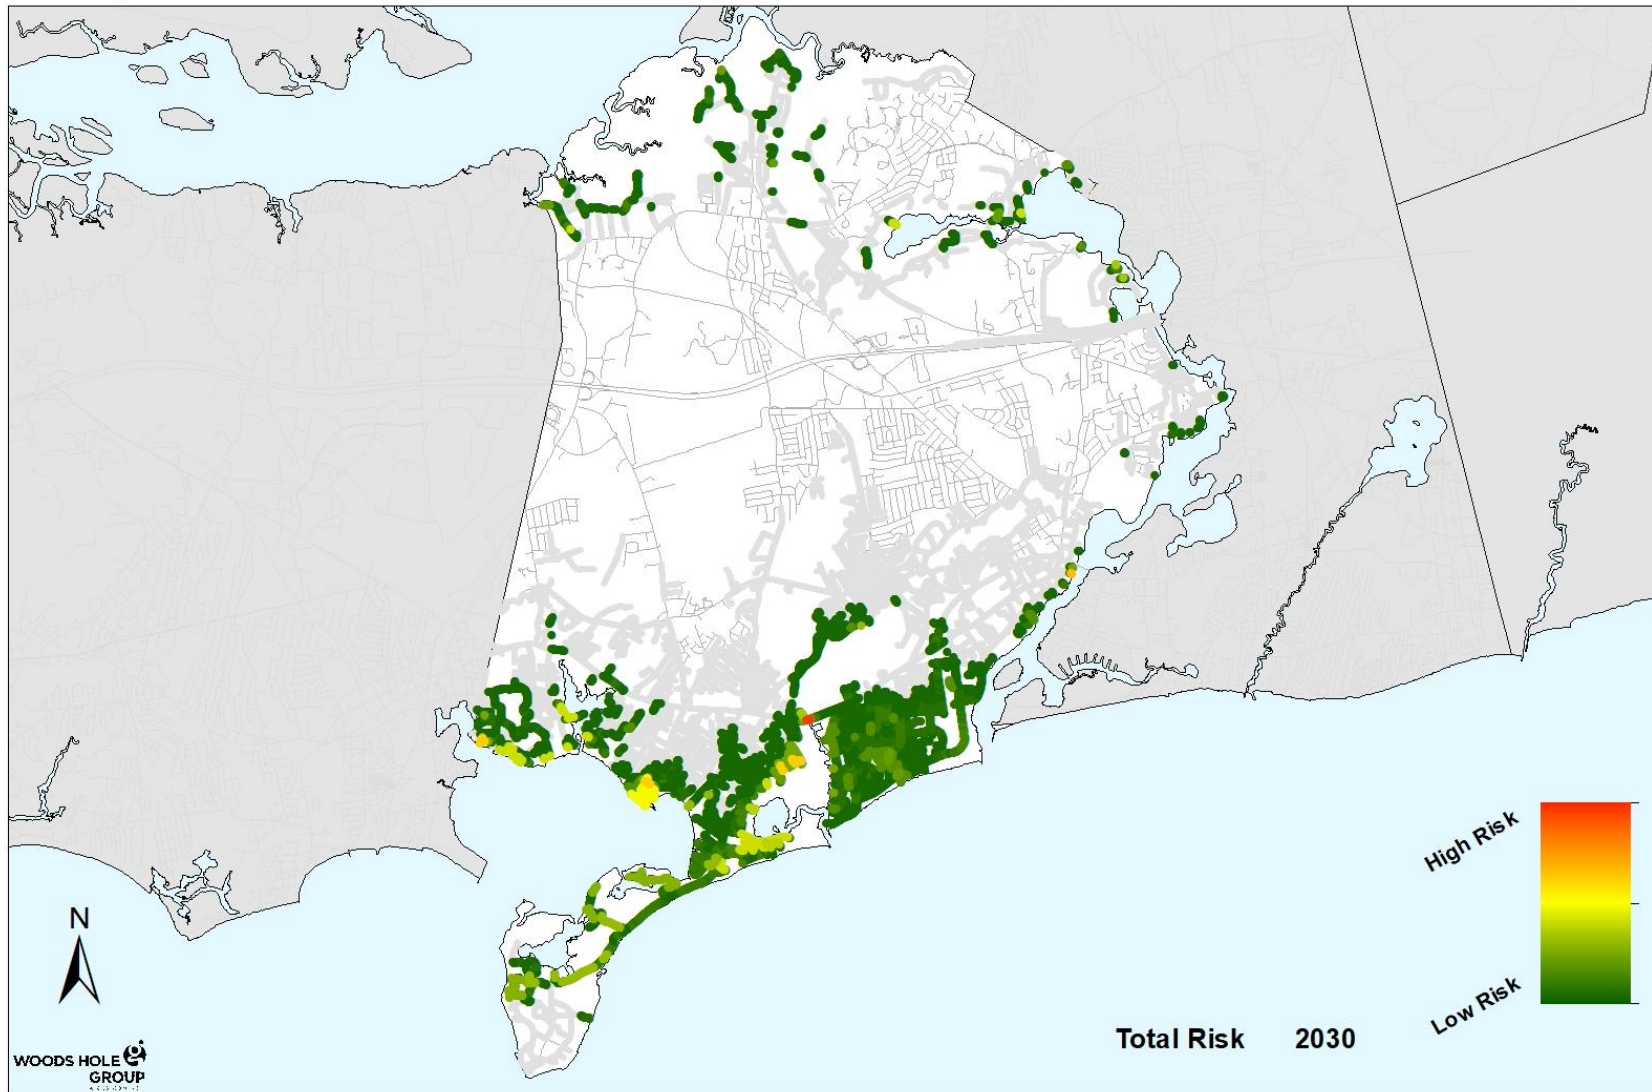 High Risk
Low Risk
N
Total Risk 2030
WOODS HOLE
GROUP